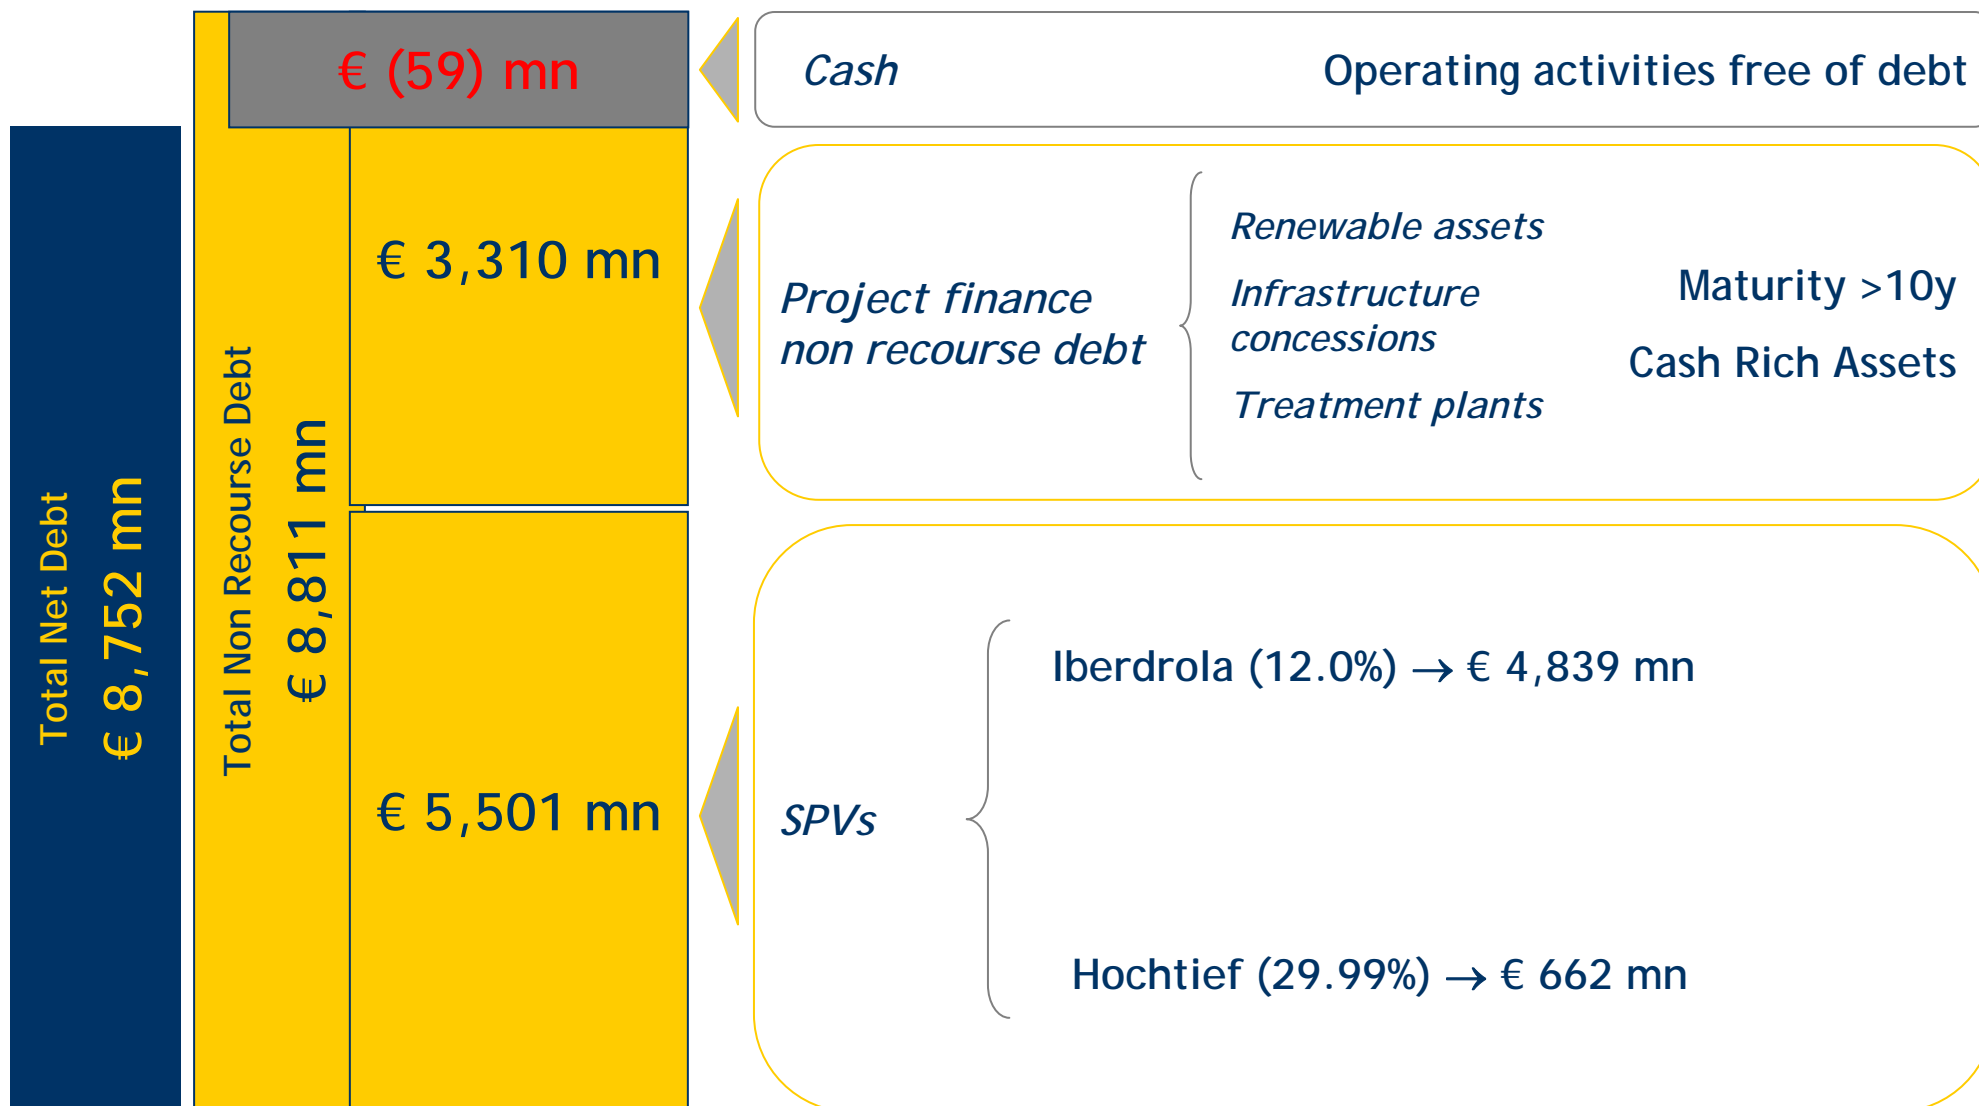 € (59) mn
Cash
Operating activities free of debt
Total Net Debt
€ 8,752 mn
Total Non Recourse Debt
€ 8,811 mn
€ 3,310 mn
Project finance
non recourse debt
Renewable assets
Infrastructure
concessions
Treatment plants
Maturity >10y
Cash Rich Assets
€ 5,501 mn
SPVs
Iberdrola (12.0%) → € 4,839 mn
Hochtief (29.99%) → € 662 mn